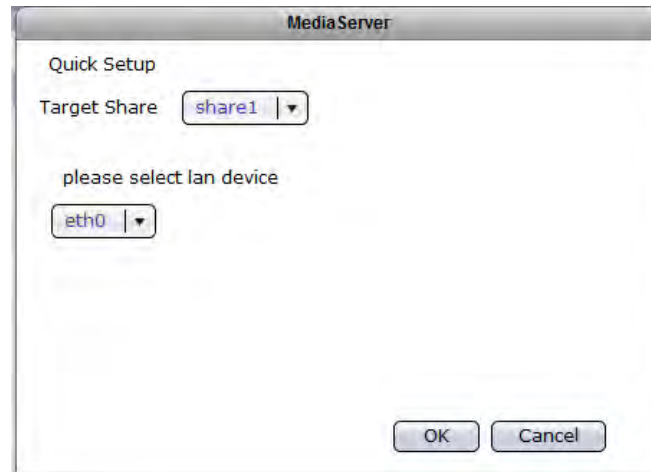 MediaServer
Quick Setup
Target Share share1
please select lan device
eth0
OK Cancel